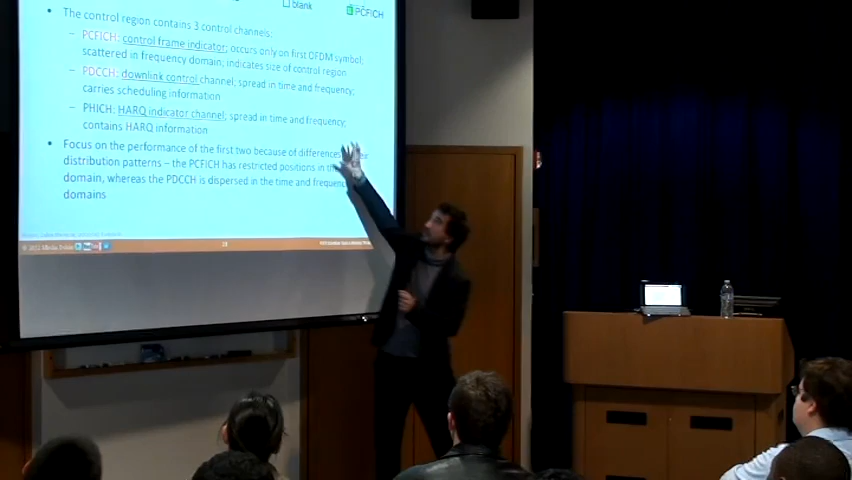 blank
PCFICH
• The control region contains 3 control channels:
– PCFICH: control frame indicator; occurs only on first OFDM symbol;
scattered in frequency domain; indicates size of control region
– PDCCH: downlink control channel; spread in time and frequency;
carries scheduling information
– PHICH: HARQ indicator channel; spread in time and frequency;
contains HARQ information
• Focus on the performance of the first two because of differences
distribution patterns – the PCFICH has restricted positions in
domain, whereas the PDCCH is dispersed in the time and frequency
domains